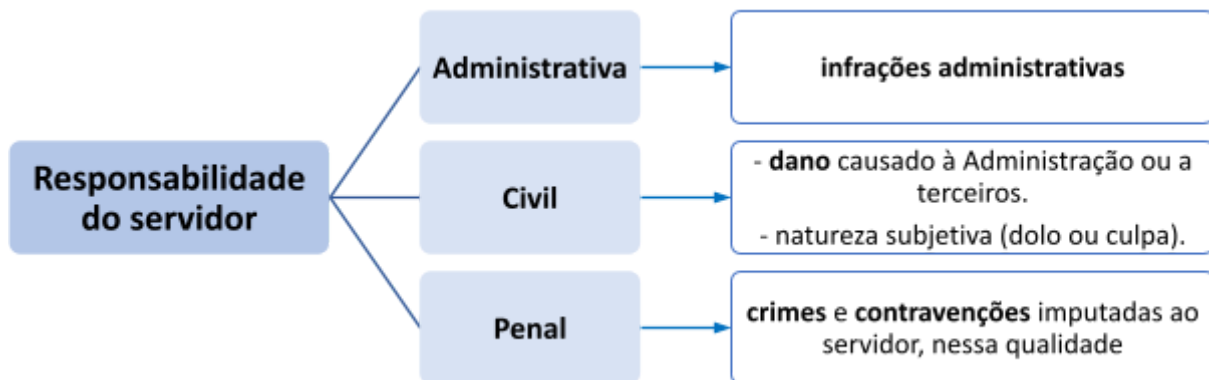 Responsabilidade
do servidor
Administrativa
infrações administrativas
Civil
- dano causado à Administração ou a
terceiros.
- natureza subjetiva (dolo ou culpa).
Penal
crimes e contravenções imputadas ao
servidor, nessa qualidade